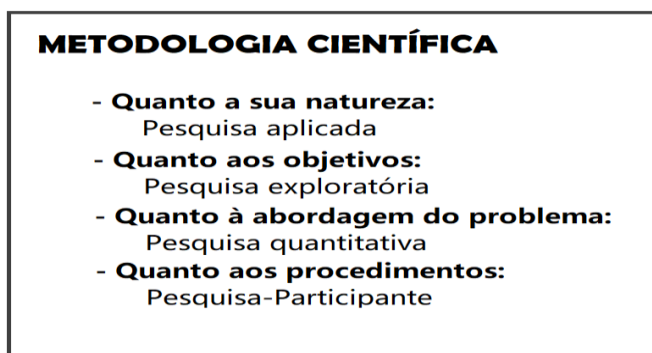 METODOLOGIA CIENTÍFICA
- Quanto a sua natureza:
Pesquisa aplicada
- Quanto aos objetivos:
Pesquisa exploratória
- Quanto à abordagem do problema:
Pesquisa quantitativa
- Quanto aos procedimentos:
Pesquisa-Participante